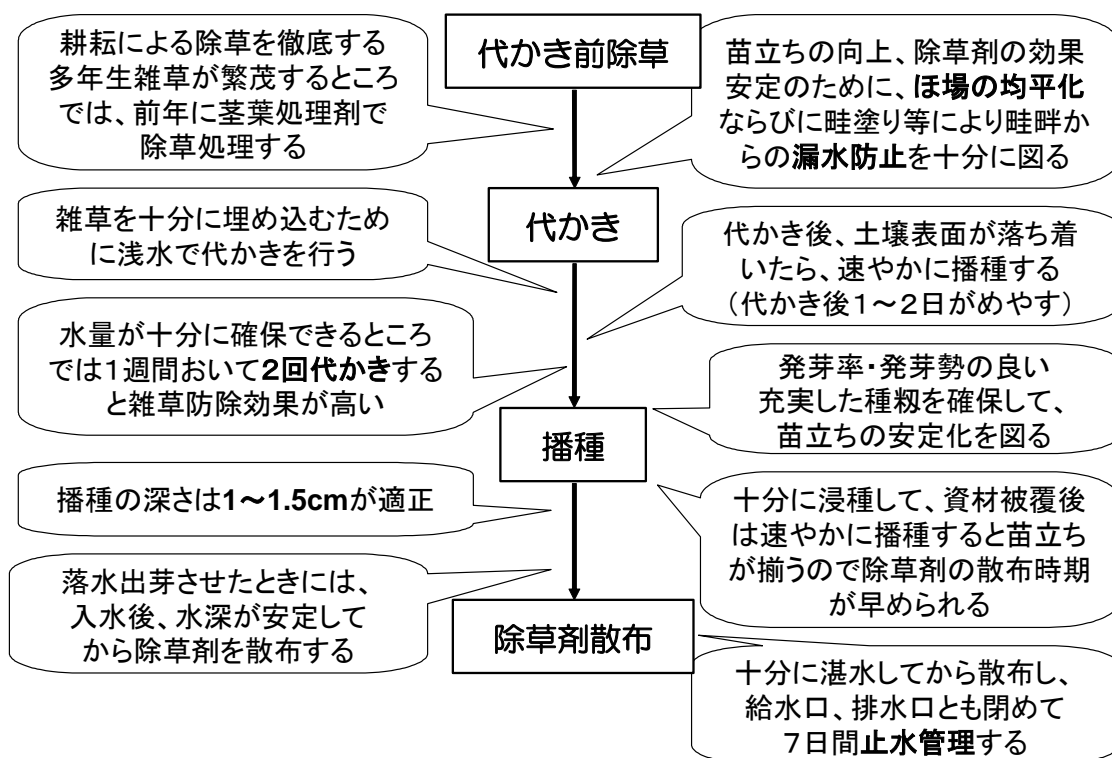 代かき前除草
耕耘による除草を徹底する
多年生雑草が繁茂するところ
では、前年に茎葉処理剤で
除草処理する
苗立ちの向上、除草剤の効果
安定のために、ほ場の均平化
ならびに畦塗り等により畦畔か
らの漏水防止を十分に図る
代かき
雑草を十分に埋め込むため
に浅水で代かきを行う
代かき後、土壌表面が落ち着
いたら、速やかに播種する
（代かき後１～２日がめやす）
水量が十分に確保できるところ
では１週間おいて２回代かきする
と雑草防除効果が高い
発芽率・発芽勢の良い
充実した種籾を確保して、
苗立ちの安定化を図る
播種
播種の深さは1～1.5cmが適正
十分に浸種して、資材被覆後
は速やかに播種すると苗立ち
が揃うので除草剤の散布時期
が早められる
落水出芽させたときには、
入水後、水深が安定して
から除草剤を散布する
除草剤散布
十分に湛水してから散布し、
給水口、排水口とも閉めて
７日間止水管理する